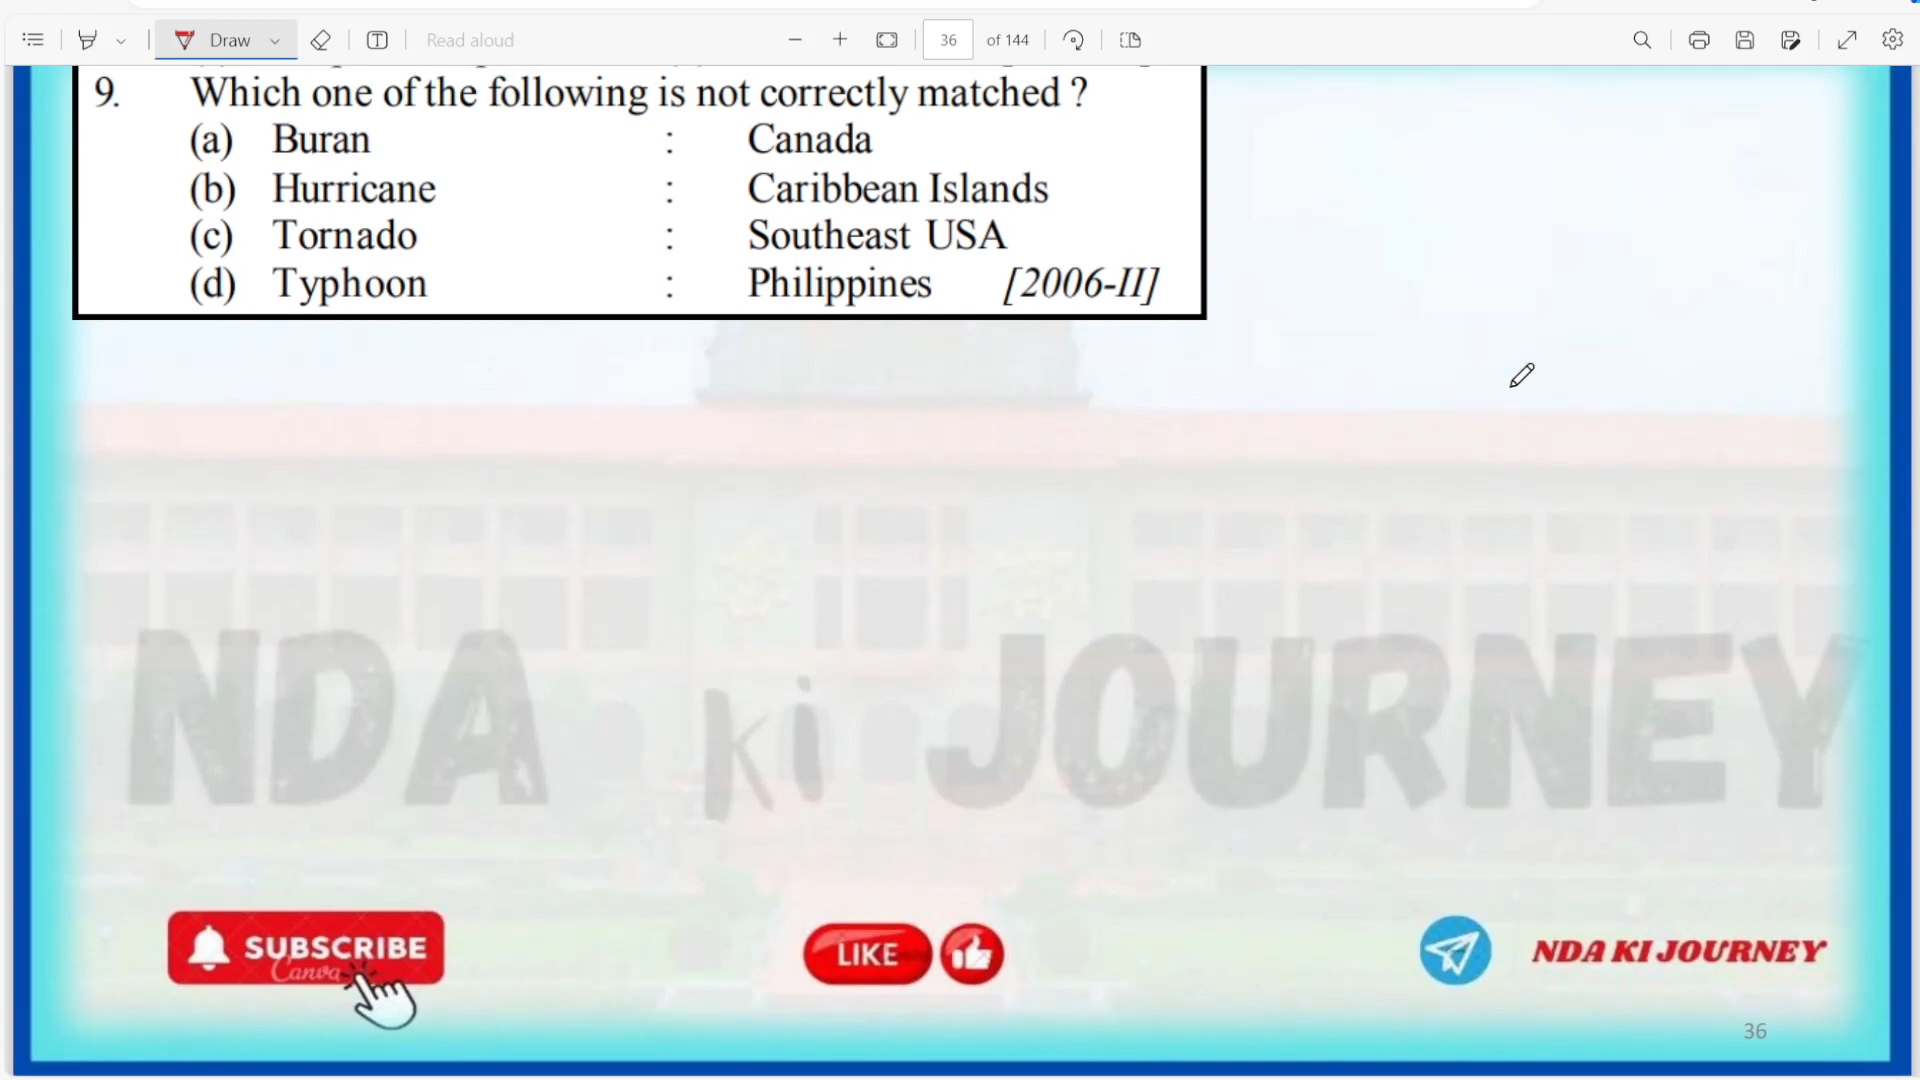 Draw
Read aloud
36 of 144
9. Which one of the following is not correctly matched ?
(a) Buran : Canada
(b) Hurricane : Caribbean Islands
(c) Tornado : Southeast USA
(d) Typhoon : Philippines [2006-II]
NDA ki JOURNEY
SUBSCRIBE
Canva
LIKE
NDA KI JOURNEY
36